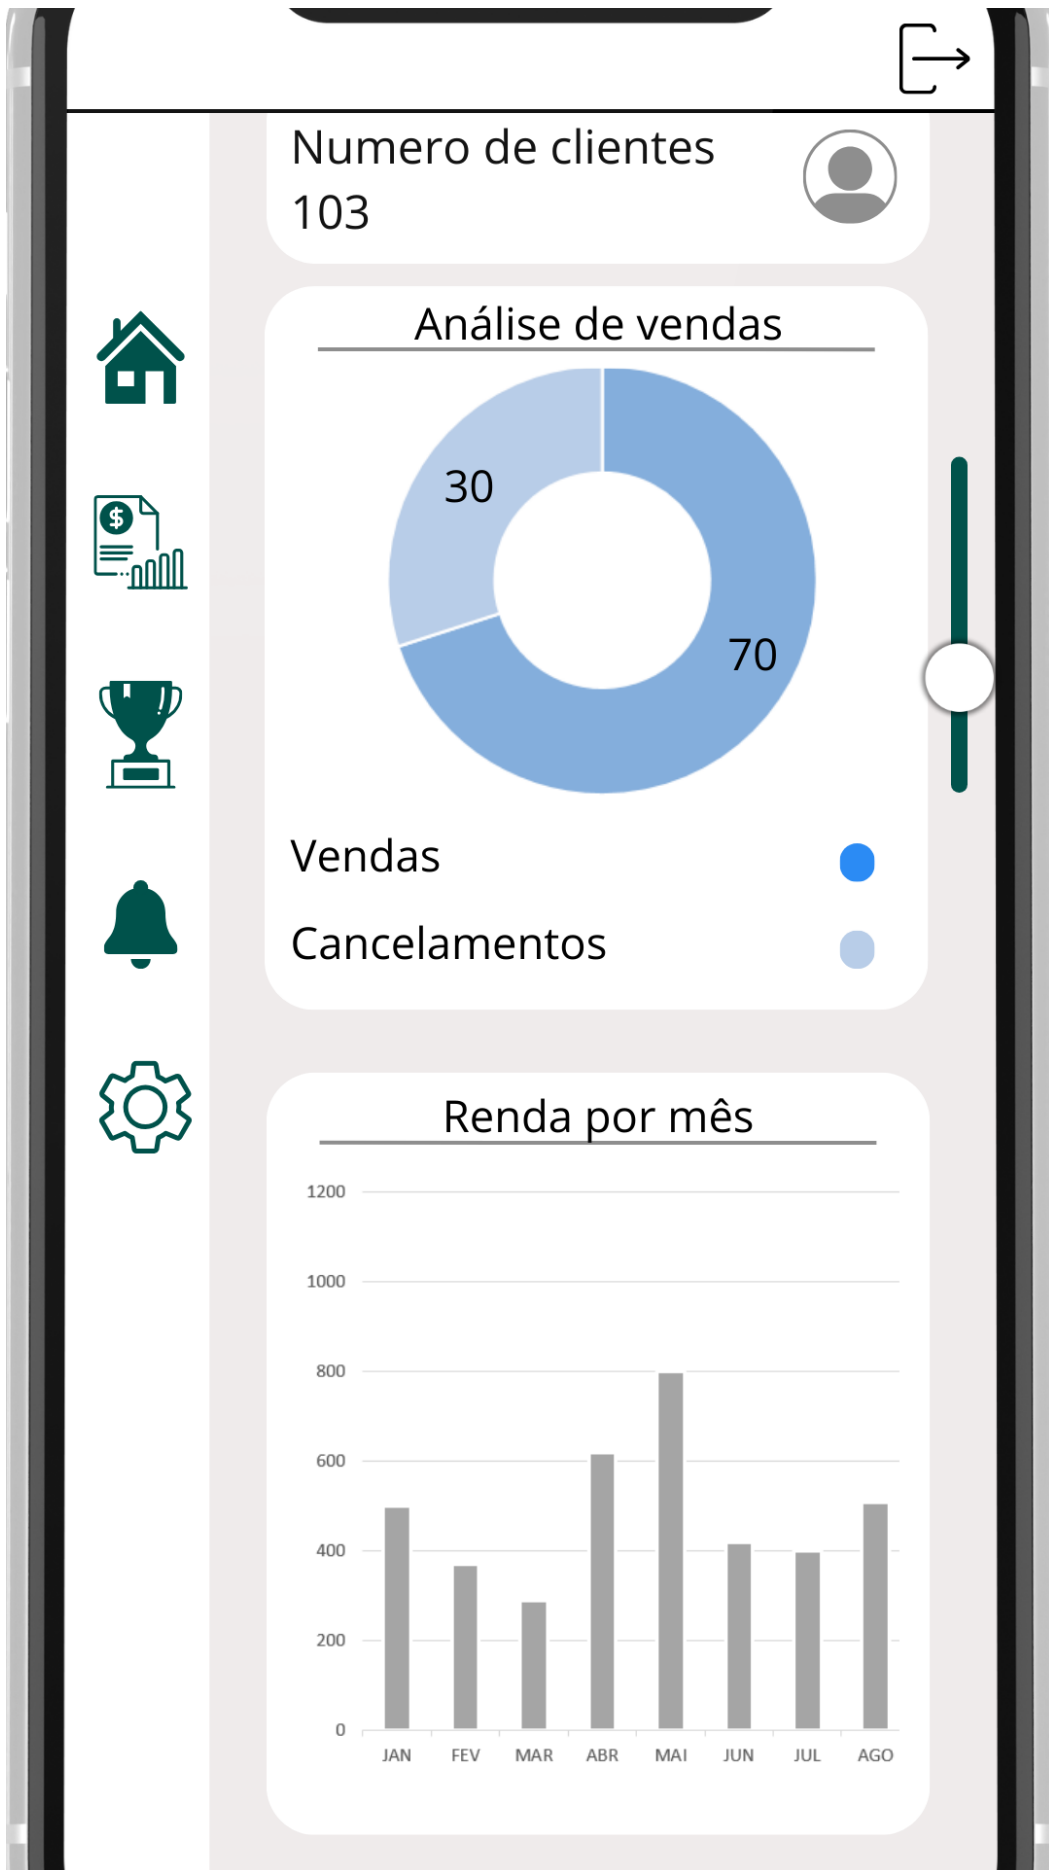 Numero de clientes
103
Análise de vendas
30
70
Vendas
Cancelamentos
$
Renda por mês
1200
1000
800
600
400
200
0
JAN FEV MAR ABR MAI JUN JUL AGO